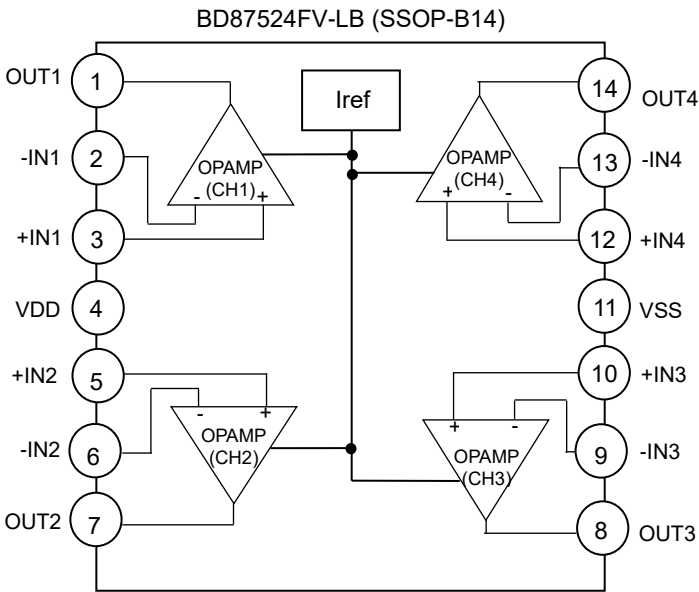 BD87524FV-LB (SSOP-B14)
OUT1
1
-IN1
2
+IN1
3
VDD
4
+IN2
5
-IN2
6
OUT2
7
Iref
OPAMP
(CH1)
- +
OPAMP
(CH4)
+ -
- +
OPAMP
(CH2)
+ -
OPAMP
(CH3)
14
OUT4
13
-IN4
12
+IN4
11
VSS
10
+IN3
9
-IN3
8
OUT3